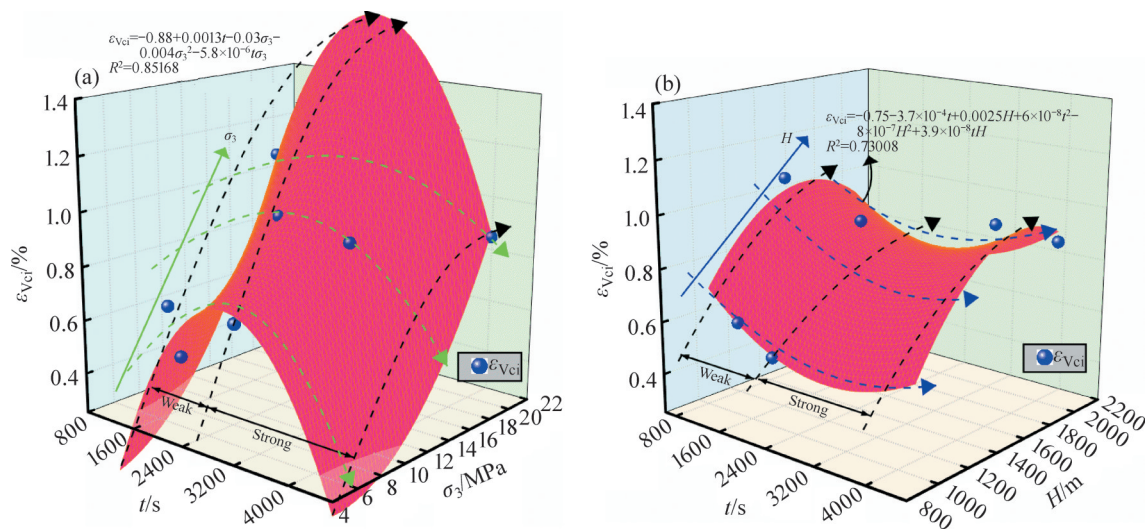 ε_Vci=−0.88+0.0013t−0.03σ₃−
0.004σ₃²−5.8×10⁻⁶tσ₃
R²=0.85168
(a)
1.4
1.2
1.0
0.8
0.6
0.4
ε_Vci/%
σ₃
Weak
Strong
ε_Vci
800
1600
2400
3200
4000
t/s
4
6
8
10
12
14
16
18
20
22
σ₃/MPa
(b)
ε_Vci=−0.75−3.7×10⁻⁴t+0.0025H+6×10⁻⁸t²−
8×10⁻⁷H²+3.9×10⁻⁸tH
R²=0.73008
1.4
1.2
1.0
0.8
0.6
0.4
ε_Vci/%
H
Weak
Strong
ε_Vci
800
1600
2400
3200
4000
t/s
800
1000
1200
1400
1600
1800
2000
2200
H/m